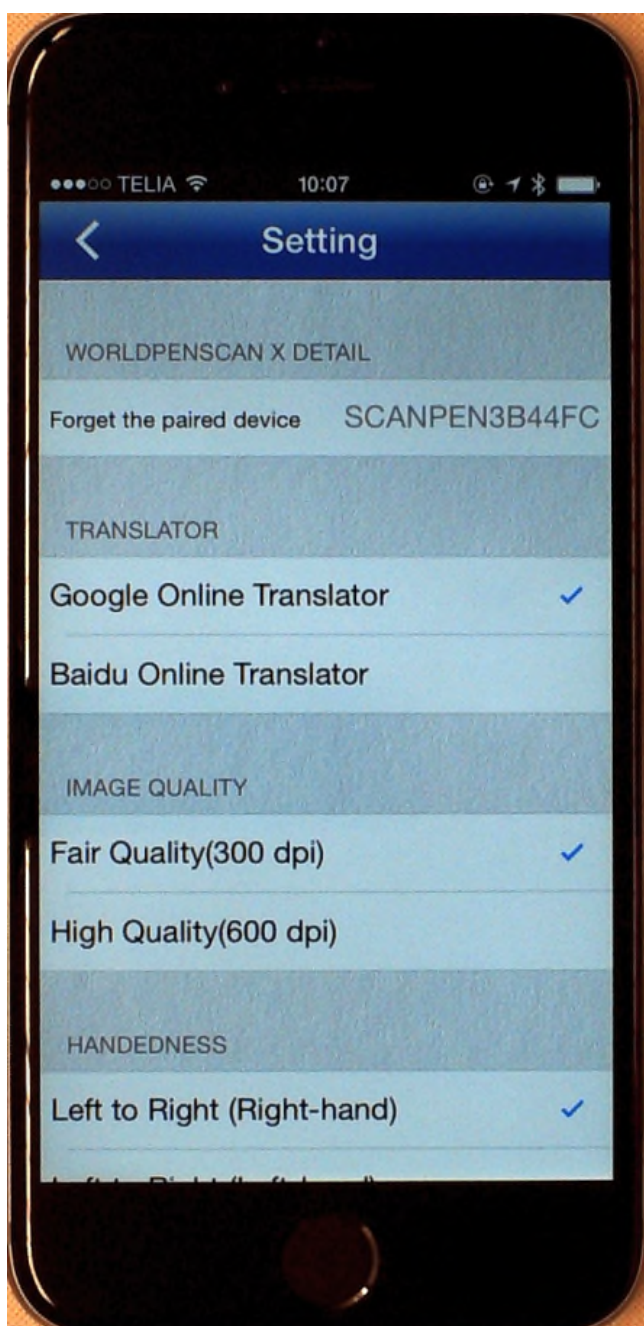 TELIA 10:07
Setting
WORLDPENSCAN X DETAIL
Forget the paired device SCANPEN3B44FC
TRANSLATOR
Google Online Translator
Baidu Online Translator
IMAGE QUALITY
Fair Quality(300 dpi)
High Quality(600 dpi)
HANDEDNESS
Left to Right (Right-hand)